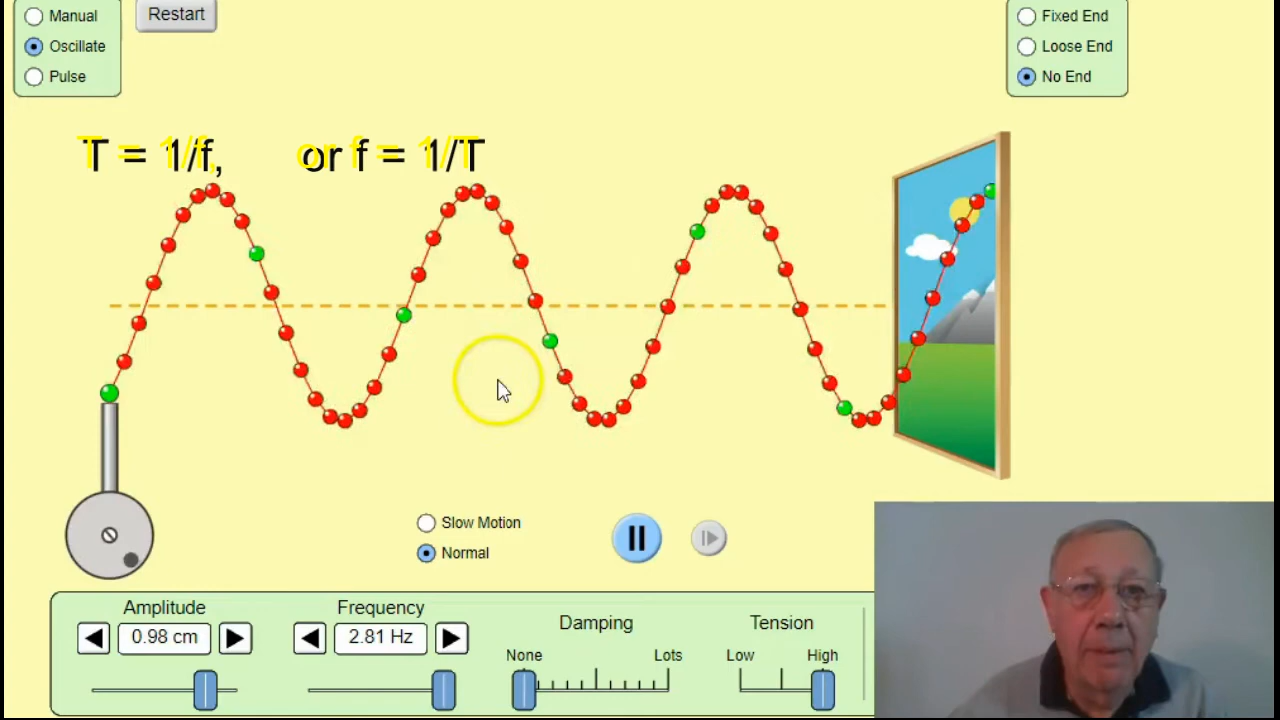 Manual
Oscillate
Pulse
Restart
Fixed End
Loose End
No End
T = 1/f, or f = 1/T
Slow Motion
Normal
Amplitude
0.98 cm
Frequency
2.81 Hz
Damping
None Lots
Tension
Low High